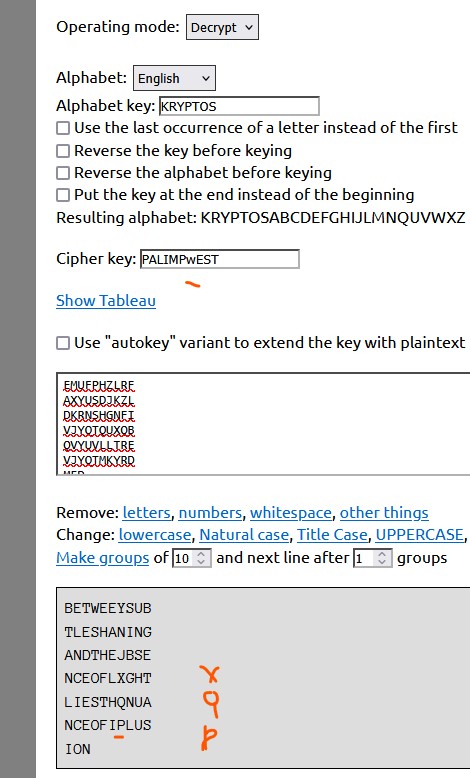 Operating mode: Decrypt
Alphabet: English
Alphabet key: KRYPTOS
Use the last occurrence of a letter instead of the first
Reverse the key before keying
Reverse the alphabet before keying
Put the key at the end instead of the beginning
Resulting alphabet: KRYPTOSABCDEFGHIJLMNQUVWXZ
Cipher key: PALIMPwEST
Show Tableau
Use "autokey" variant to extend the key with plaintext
EMUFPHZLRF
AXYUSDJKZL
DKRNSHGNFI
VJYQTQUXQB
QVYUVLLTRE
VJYQTMKYRD
MFD
Remove: letters, numbers, whitespace, other things
Change: lowercase, Natural case, Title Case, UPPERCASE,
Make groups of 10 and next line after 1 groups
BETWEEYSUB
TLESHANING
ANDTHEJBSE
NCEOFLXGHT X
LIESTHQNUA q
NCEOFIPLUS
ION p